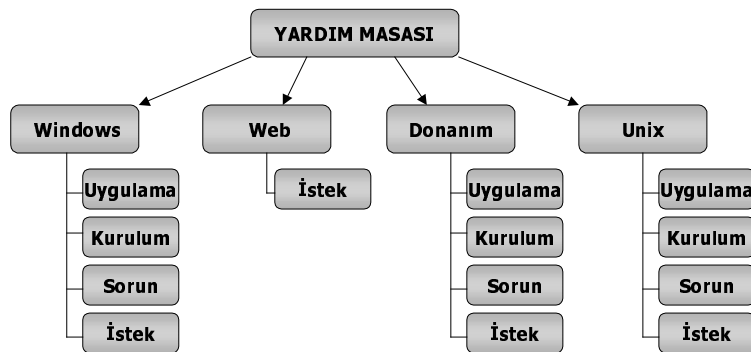 YARDIM MASASI
Windows
Web
Donanım
Unix
Uygulama
Kurulum
Sorun
İstek
İstek
Uygulama
Kurulum
Sorun
İstek
Uygulama
Kurulum
Sorun
İstek